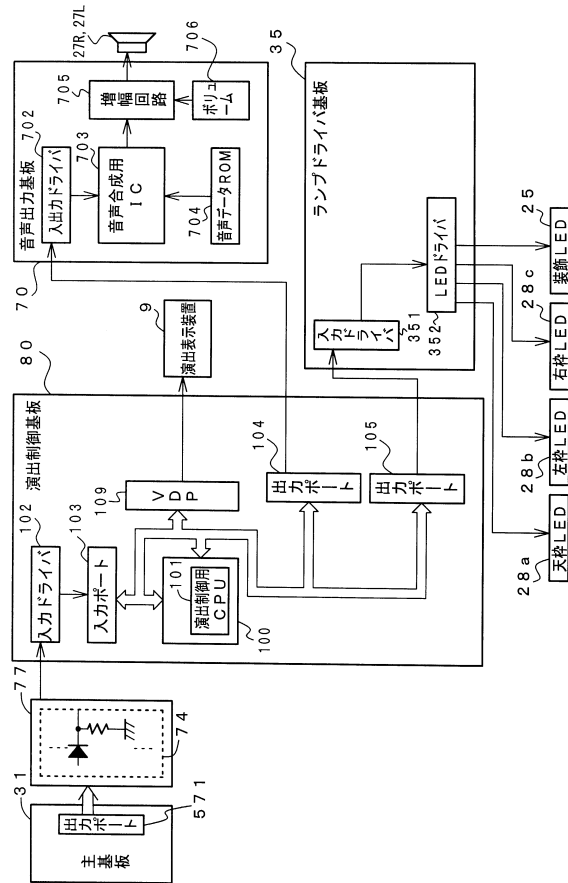 31
主基板
出力ポート
571
77
74
80
演出制御基板
102
入力ドライバ
103
入力ポート
109
VDP
101
演出制御用
CPU
100
104
出力ポート
105
出力ポート
9
演出表示装置
70
音声出力基板
702
入出力ドライバ
703
音声合成用
IC
704
音声データROM
705
増幅回路
706
ボリュ
ーム
27R, 27L
35
ランプドライバ基板
入力ド
ライバ
351
LEDドライバ
352
28a
天枠LED
28b
左枠LED
28c
右枠LED
25
装飾LED